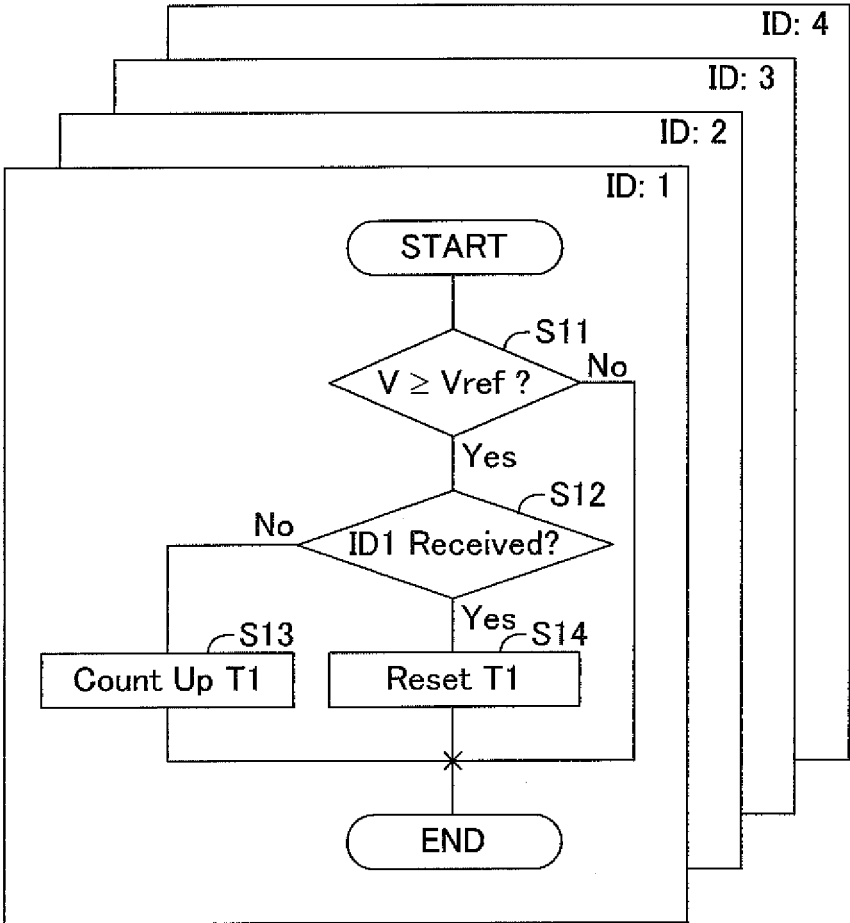 ID: 4
ID: 3
ID: 2
ID: 1
START
S11
V ≥ Vref ?
No
Yes
S12
No
ID1 Received?
Yes
S13
S14
Count Up T1
Reset T1
END